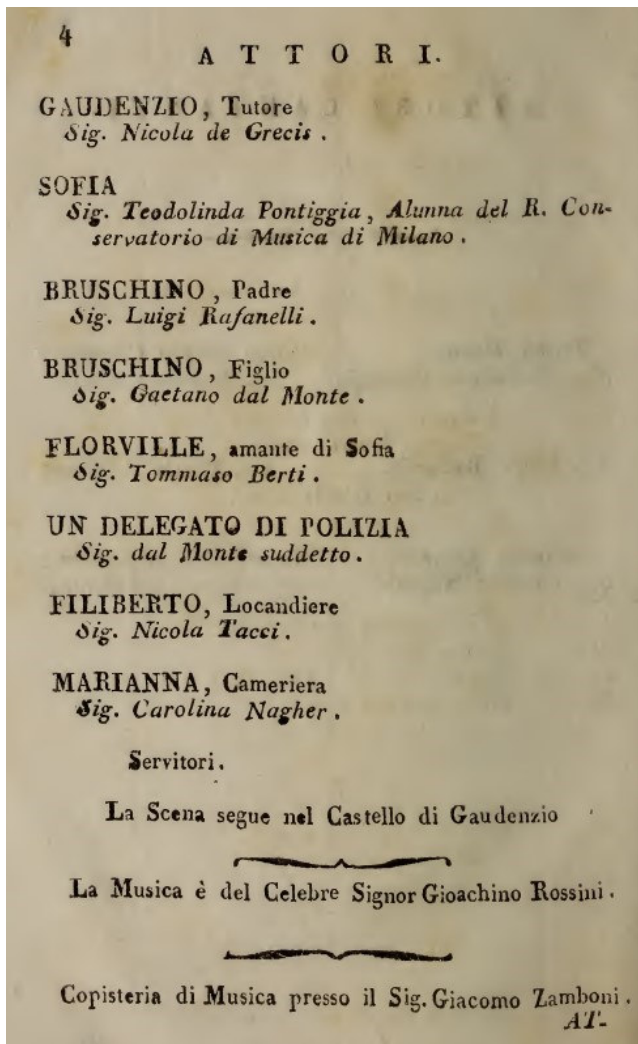 4
ATTORI.
GAUDENZIO, Tutore
Sig. Nicola de Grecis.
SOFIA
Sig. Teodolinda Pontiggia, Alunna del R. Con-
servatorio di Musica di Milano.
BRUSCHINO, Padre
Sig. Luigi Rafanelli.
BRUSCHINO, Figlio
Sig. Gaetano dal Monte.
FLORVILLE, amante di Sofia
Sig. Tommaso Berti.
UN DELEGATO DI POLIZIA
Sig. dal Monte suddetto.
FILIBERTO, Locandiere
Sig. Nicola Tacci.
MARIANNA, Cameriera
Sig. Carolina Nagher.
Servitori.
La Scena segue nel Castello di Gaudenzio
La Musica è del Celebre Signor Gioachino Rossini.
Copisteria di Musica presso il Sig. Giacomo Zamboni.
AT-